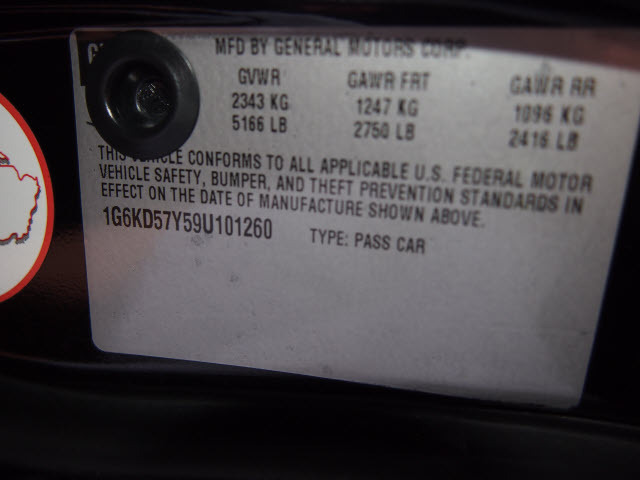 MFD BY GENERAL MOTORS CORP.
GVWR GAWR FRT GAWR RR
2343 KG 1247 KG 1096 KG
5166 LB 2750 LB 2416 LB
THIS VEHICLE CONFORMS TO ALL APPLICABLE U.S. FEDERAL MOTOR
VEHICLE SAFETY, BUMPER, AND THEFT PREVENTION STANDARDS IN
EFFECT ON THE DATE OF MANUFACTURE SHOWN ABOVE.
1G6KD57Y59U101260 TYPE: PASS CAR